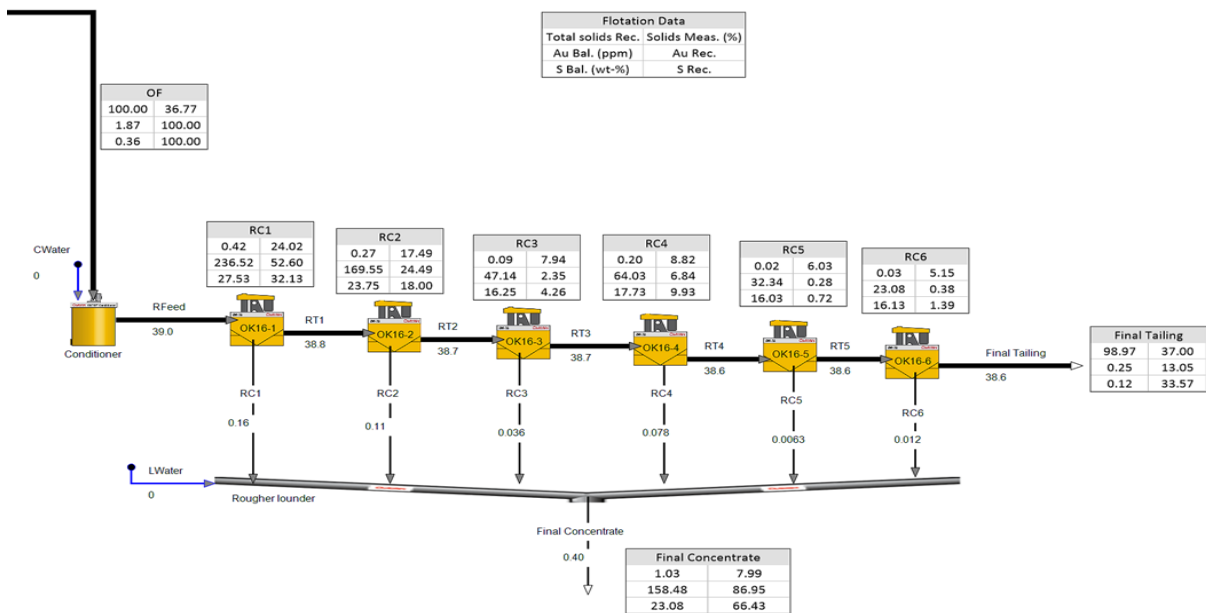 Flotation Data
Total solids Rec. Solids Meas. (%)
Au Bal. (ppm) Au Rec.
S Bal. (wt-%) S Rec.
OF
100.00 36.77
1.87 100.00
0.36 100.00
RC1
0.42 24.02
236.52 52.60
27.53 32.13
RC2
0.27 17.49
169.55 24.49
23.75 18.00
RC3
0.09 7.94
47.14 2.35
16.25 4.26
RC4
0.20 8.82
64.03 6.84
17.73 9.93
RC5
0.02 6.03
32.34 0.28
16.03 0.72
RC6
0.03 5.15
23.08 0.38
16.13 1.39
CWater
0
Conditioner
RFeed
39.0
OK16-1
RT1
38.8
OK16-2
RT2
38.7
OK16-3
RT3
38.7
OK16-4
RT4
38.6
OK16-5
RT5
38.6
OK16-6
Final Tailing
38.6
Final Tailing
98.97 37.00
0.25 13.05
0.12 33.57
RC1
0.16
RC2
0.11
RC3
0.036
RC4
0.078
RC5
0.0063
RC6
0.012
LWater
0
Rougher lounder
Final Concentrate
0.40
Final Concentrate
1.03 7.99
158.48 86.95
23.08 66.43